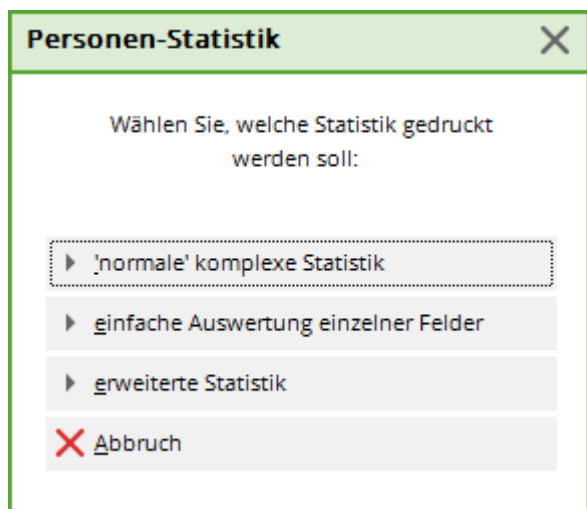 Personen-Statistik
Wählen Sie, welche Statistik gedruckt
werden soll:
'normale' komplexe Statistik
einfache Auswertung einzelner Felder
erweiterte Statistik
Abbruch